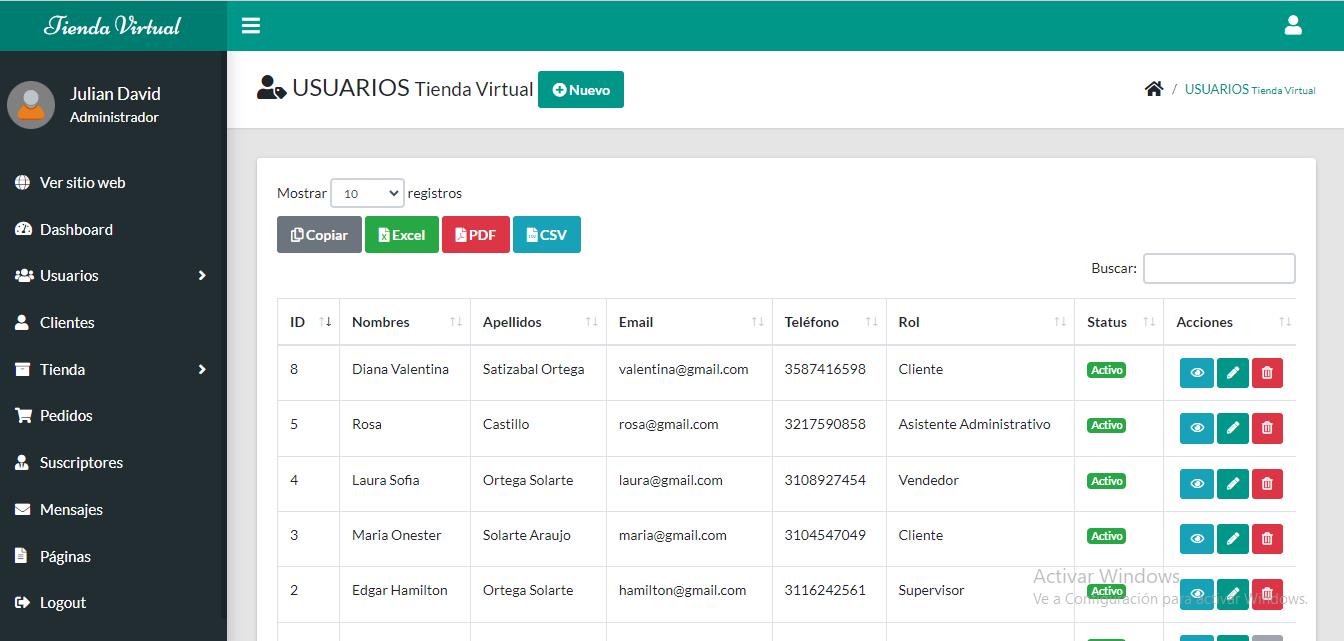 Tienda Virtual
Julian David
Administrador
Ver sitio web
Dashboard
Usuarios
Clientes
Tienda
Pedidos
Suscriptores
Mensajes
Páginas
Logout
USUARIOS Tienda Virtual Nuevo
/ USUARIOS Tienda Virtual
Mostrar 10 registros
Copiar Excel PDF CSV
Buscar:
ID Nombres Apellidos Email Teléfono Rol Status Acciones
8 Diana Valentina Satizabal Ortega valentina@gmail.com 3587416598 Cliente Activo
5 Rosa Castillo rosa@gmail.com 3217590858 Asistente Administrativo Activo
4 Laura Sofia Ortega Solarte laura@gmail.com 3108927454 Vendedor Activo
3 Maria Onester Solarte Araujo maria@gmail.com 3104547049 Cliente Activo
2 Edgar Hamilton Ortega Solarte hamilton@gmail.com 3116242561 Supervisor Activo
Activar Windows
Ve a Configuración para activar Windows.